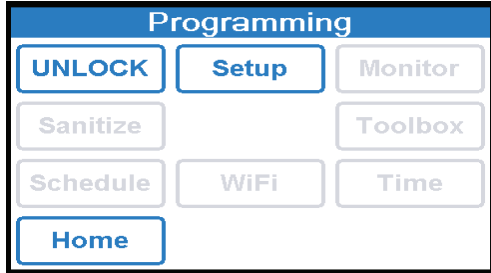 Programming
UNLOCK Setup Monitor
Sanitize Toolbox
Schedule WiFi Time
Home